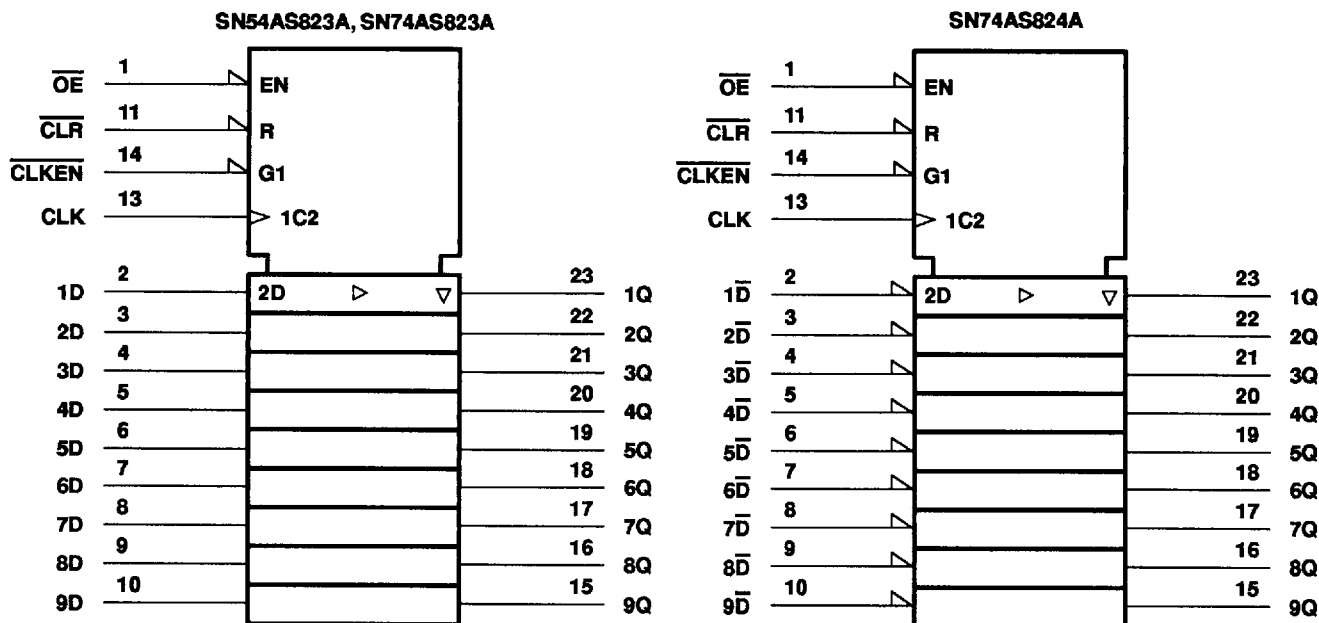 SN54AS823A, SN74AS823A
OE 1 EN
CLR 11 R
CLKEN 14 G1
CLK 13 1C2
1D 2 2D 23 1Q
2D 3 22 2Q
3D 4 21 3Q
4D 5 20 4Q
5D 6 19 5Q
6D 7 18 6Q
7D 8 17 7Q
8D 9 16 8Q
9D 10 15 9Q
SN74AS824A
O̅E̅ 1 EN
C̅L̅R̅ 11 R
C̅L̅K̅E̅N̅ 14 G1
CLK 13 1C2
1D̅ 2 2D 23 1Q
2D̅ 3 22 2Q
3D̅ 4 21 3Q
4D̅ 5 20 4Q
5D̅ 6 19 5Q
6D̅ 7 18 6Q
7D̅ 8 17 7Q
8D̅ 9 16 8Q
9D̅ 10 15 9Q